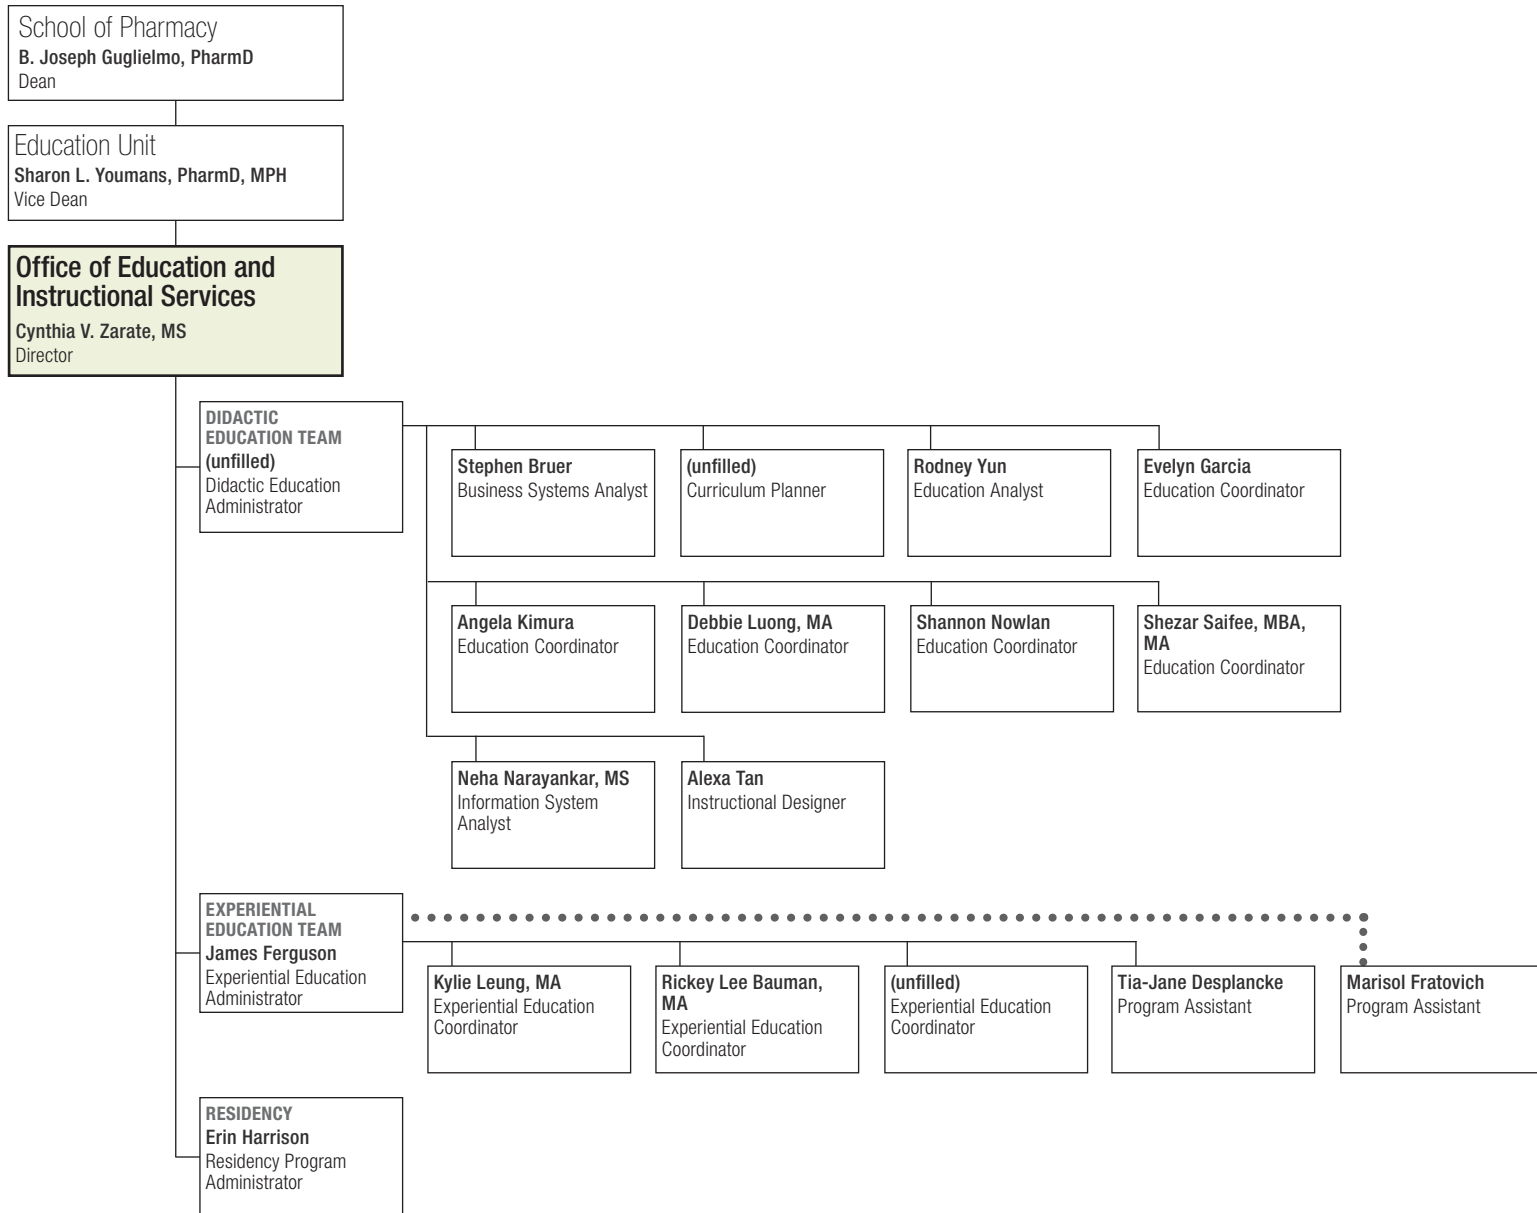 School of Pharmacy
B. Joseph Guglielmo, PharmD
Dean
Education Unit
Sharon L. Youmans, PharmD, MPH
Vice Dean
Office of Education and
Instructional Services
Cynthia V. Zarate, MS
Director
DIDACTIC
EDUCATION TEAM
(unfilled)
Didactic Education
Administrator
Stephen Bruer
Business Systems Analyst
(unfilled)
Curriculum Planner
Rodney Yun
Education Analyst
Evelyn Garcia
Education Coordinator
Angela Kimura
Education Coordinator
Debbie Luong, MA
Education Coordinator
Shannon Nowlan
Education Coordinator
Shezar Saifee, MBA,
MA
Education Coordinator
Neha Narayankar, MS
Information System
Analyst
Alexa Tan
Instructional Designer
EXPERIENTIAL
EDUCATION TEAM
James Ferguson
Experiential Education
Administrator
Kylie Leung, MA
Experiential Education
Coordinator
Rickey Lee Bauman,
MA
Experiential Education
Coordinator
(unfilled)
Experiential Education
Coordinator
Tia-Jane Desplancke
Program Assistant
Marisol Fratovich
Program Assistant
RESIDENCY
Erin Harrison
Residency Program
Administrator